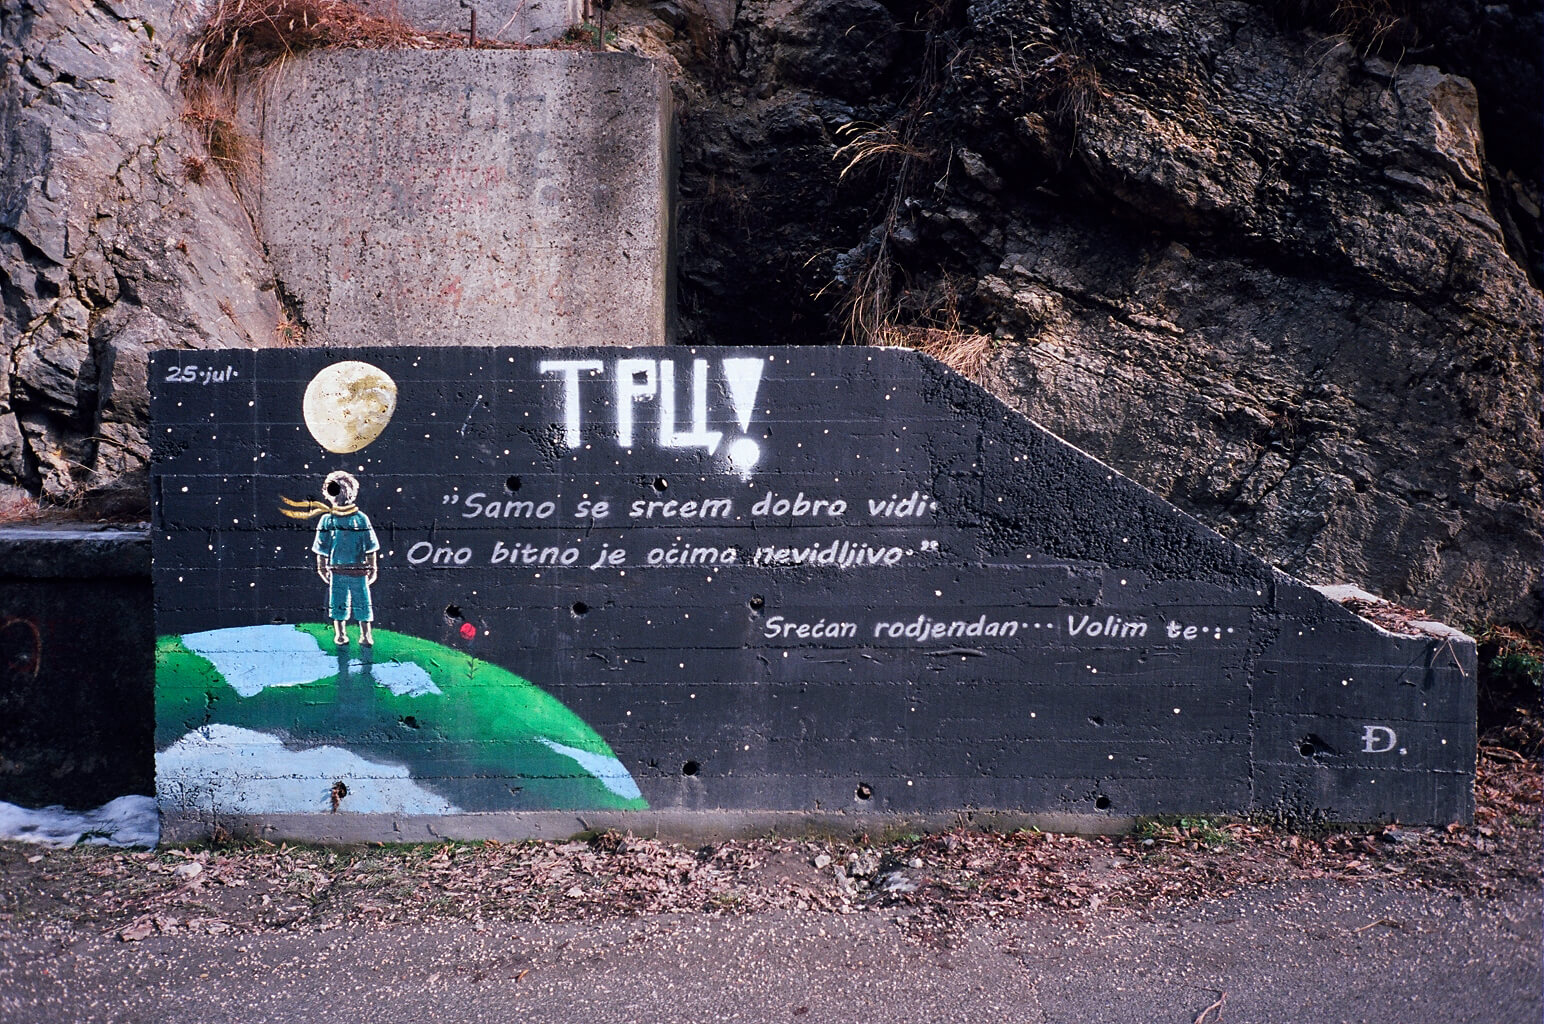 25.jul.
ТРЦ!
"Samo se srcem dobro vidi.
Ono bitno je očima nevidljivo."
Srećan rodjendan... Volim te...
Đ.